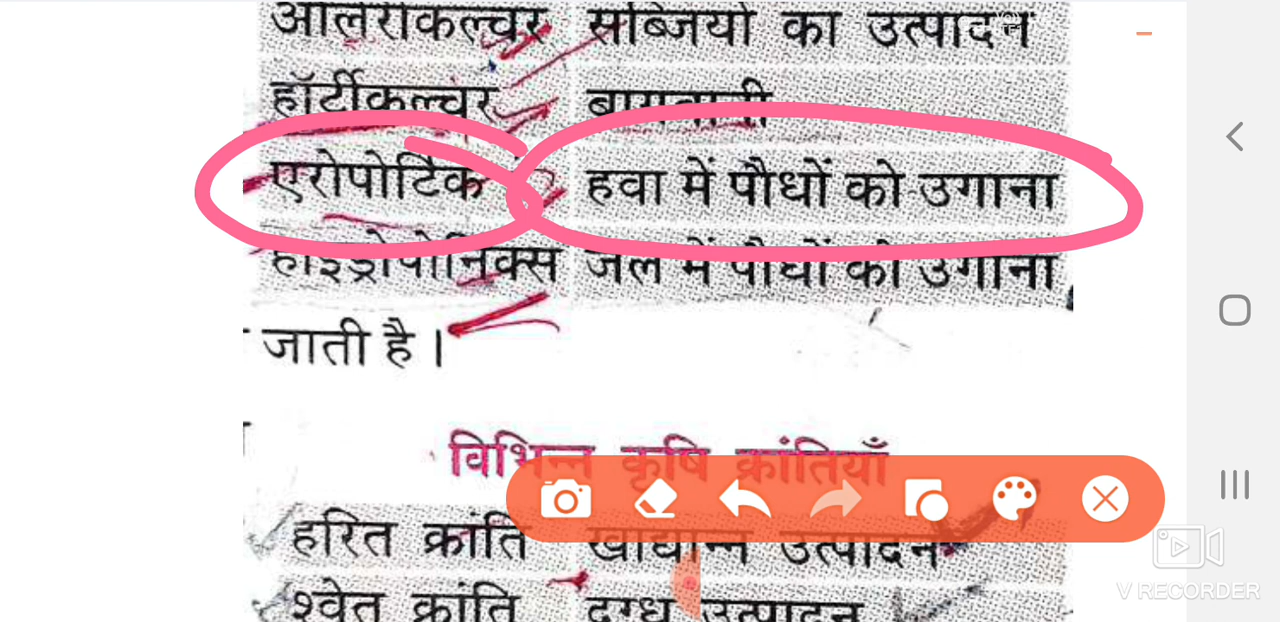 ओलेरीकल्चर सब्जियों का उत्पादन
हॉर्टीकल्चर बागवानी
एरोपोर्टिक हवा में पौधों को उगाना
हाइड्रोपोनिक्स जल में पौधों को उगाना
जाती है।
विभिन्न कृषि क्रांतियाँ
हरित क्रांति खाद्यान्न उत्पादन
श्वेत क्रांति दुग्ध उत्पादन
V RECORDER